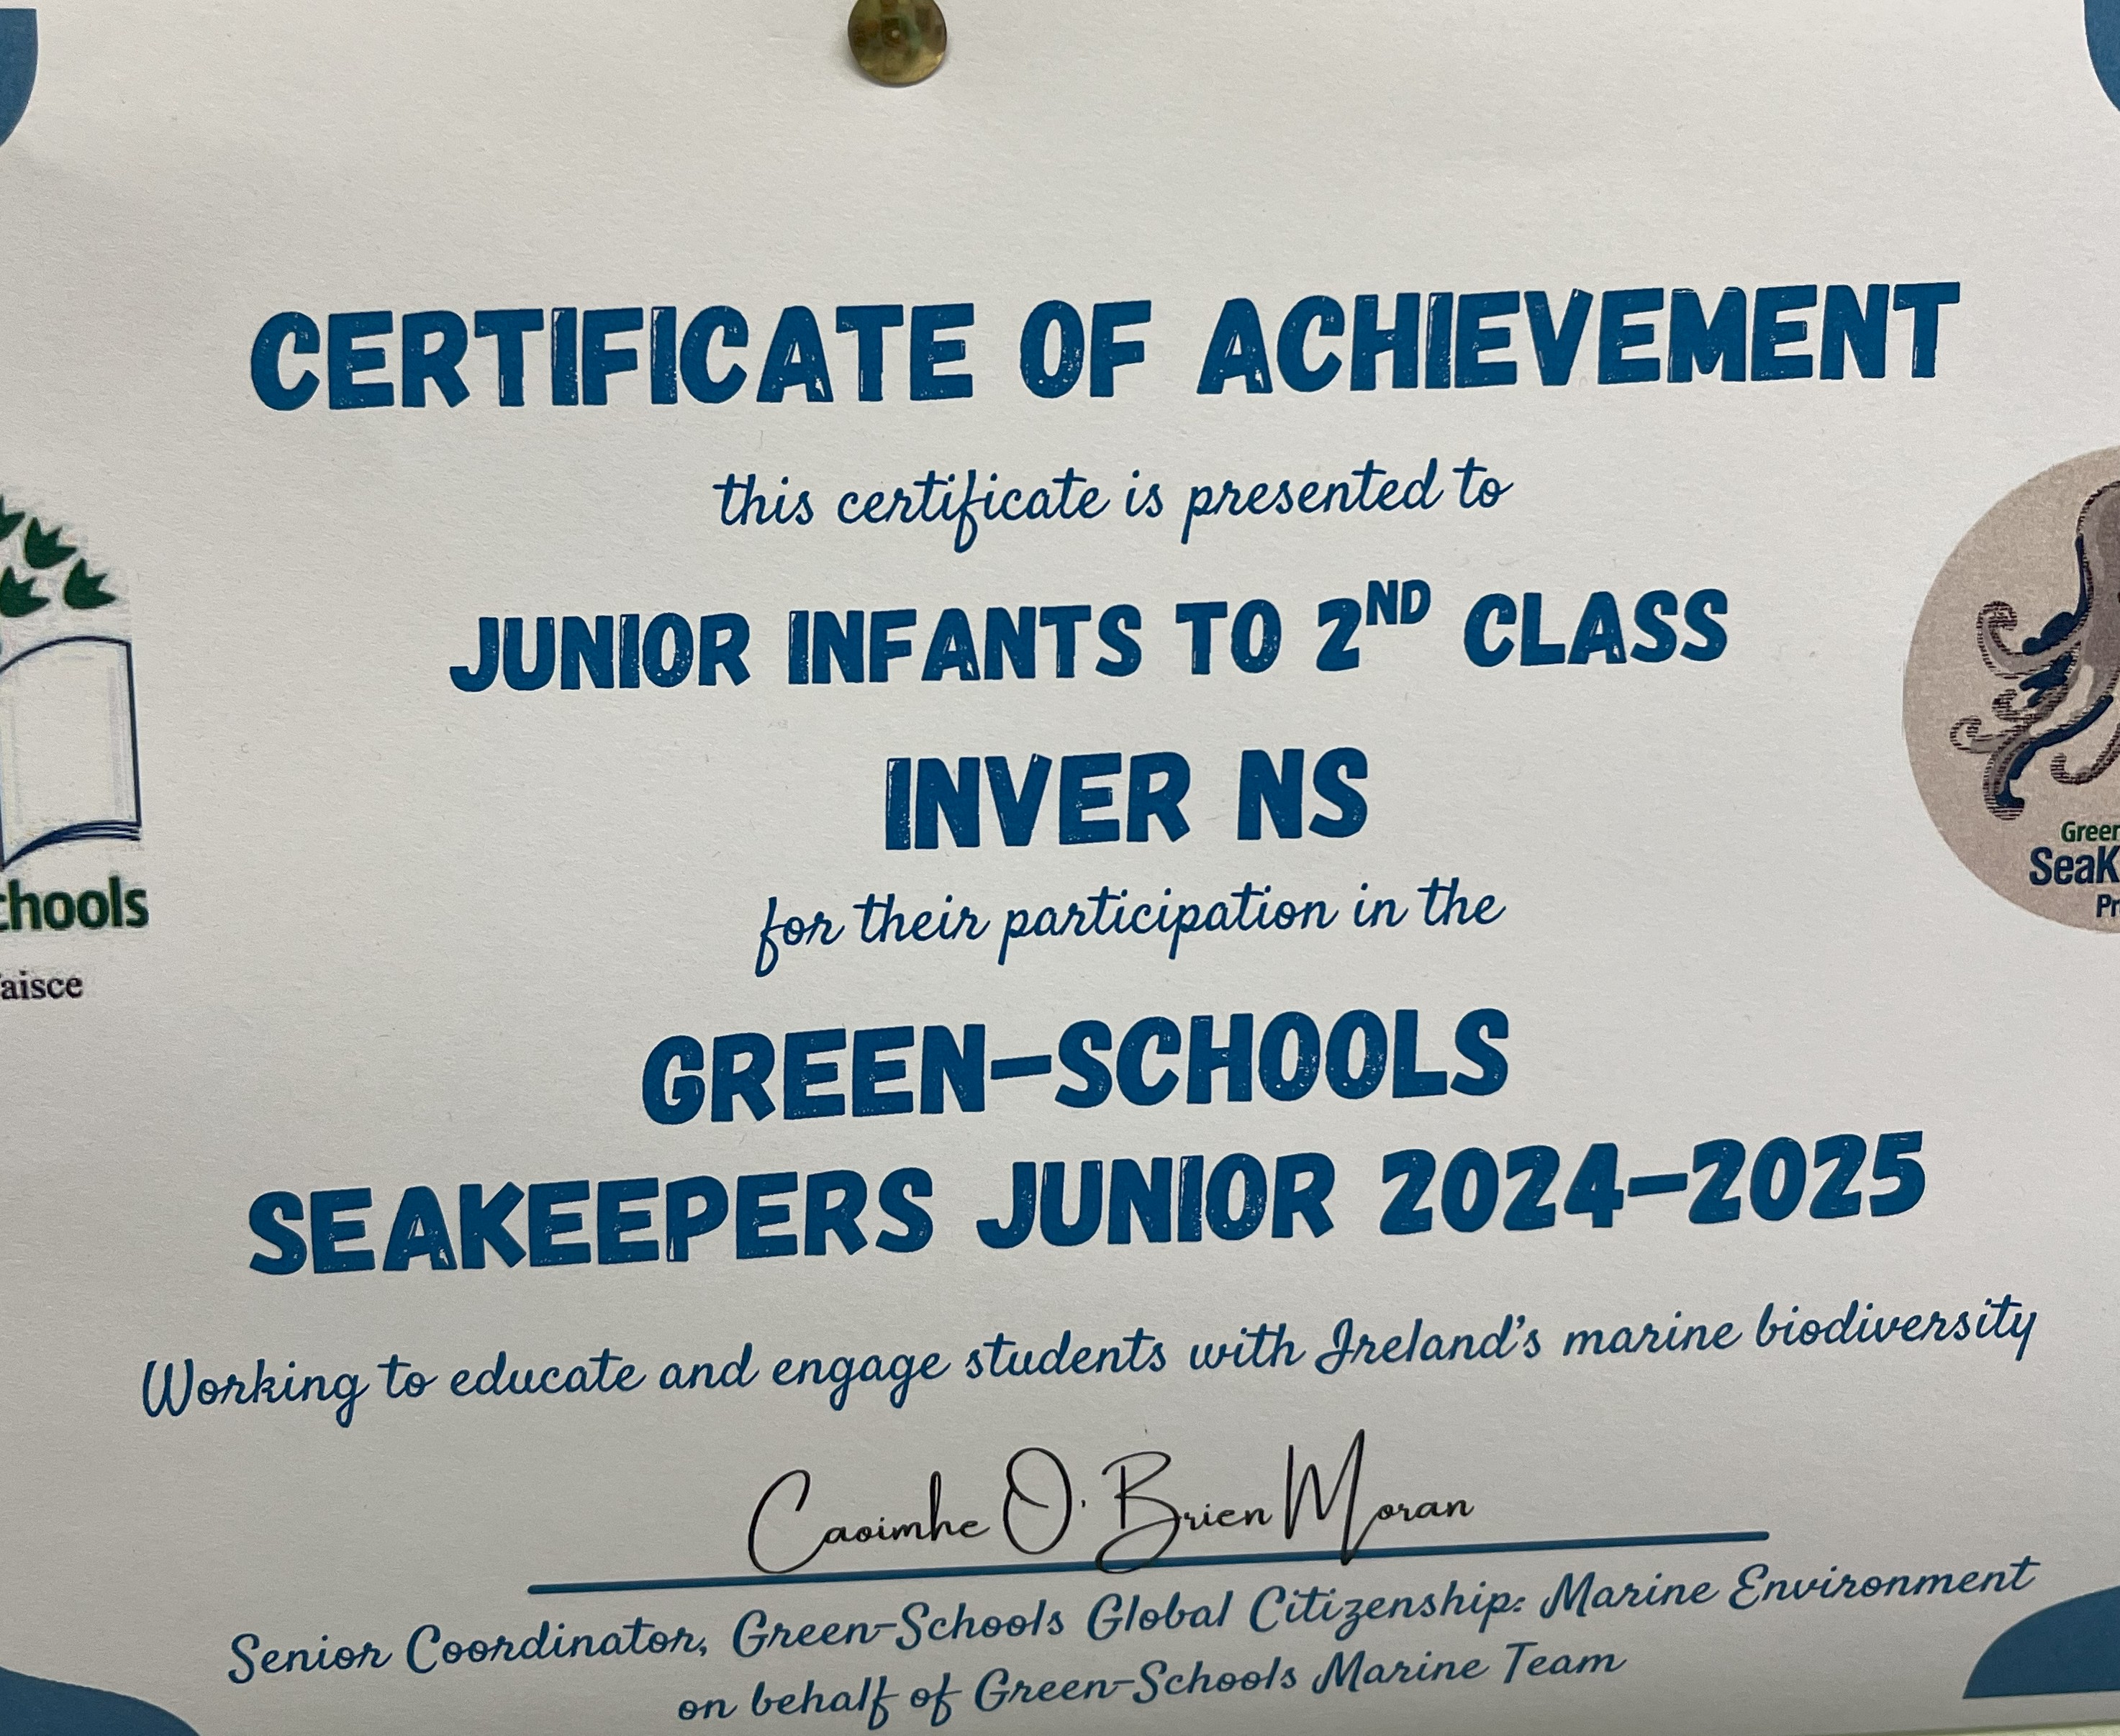 CERTIFICATE OF ACHIEVEMENT
this certificate is presented to
JUNIOR INFANTS TO 2ND CLASS
INVER NS
for their participation in the
GREEN-SCHOOLS
SEAKEEPERS JUNIOR 2024-2025
Working to educate and engage students with Ireland's marine biodiversity
Caoimhe O'Brien Moran
Senior Coordinator, Green-Schools Global Citizenship: Marine Environment
on behalf of Green-Schools Marine Team
chools
aisce
Green
SeaK
Pr